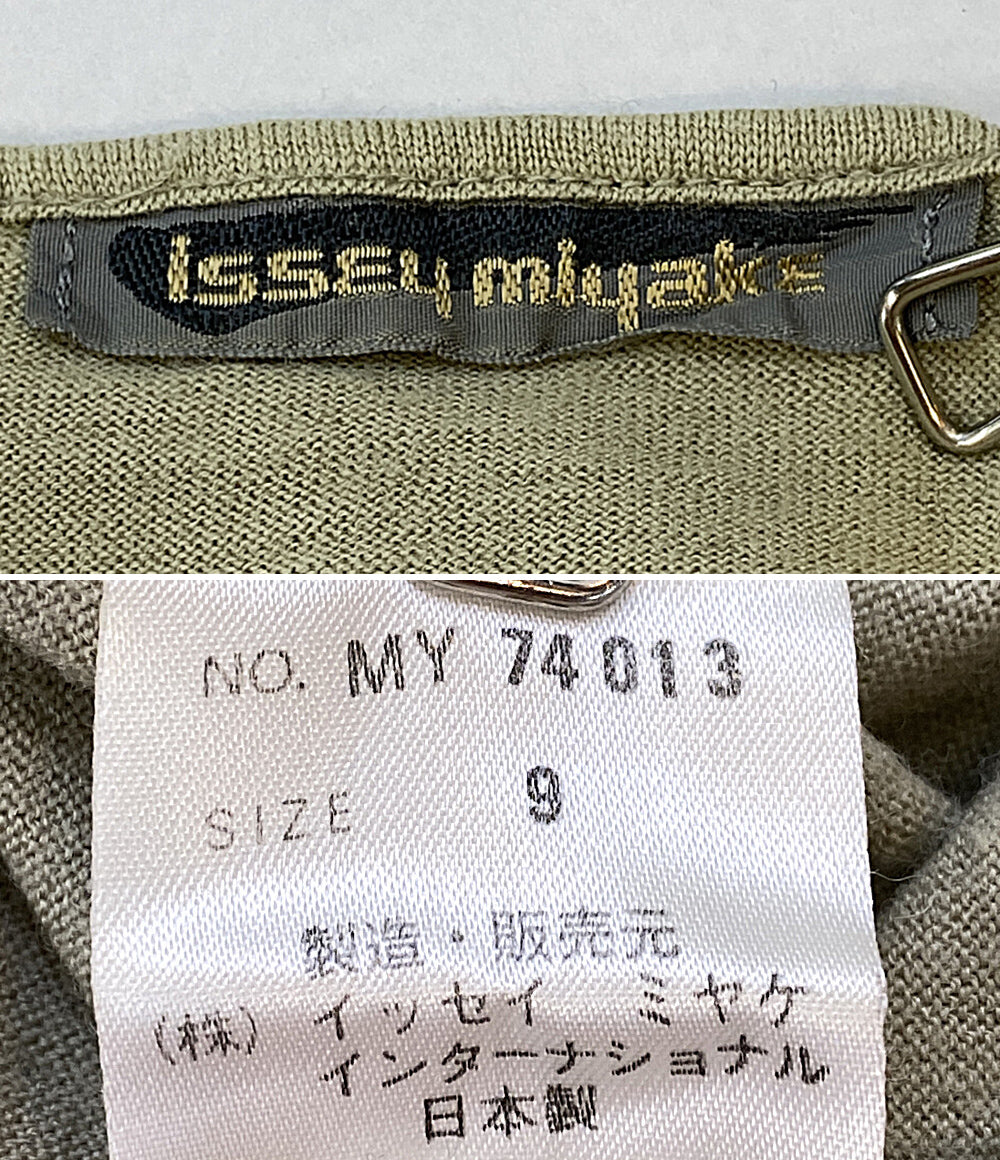 issey miyake
NO. MY 74013
SIZE 9
製造・販売元
(株) イッセイ ミヤケ
インターナショナル
日本製